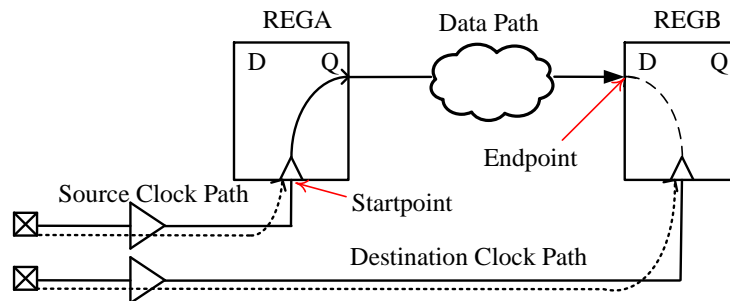 REGA
Data Path
REGB
D
Q
D
Q
Endpoint
Source Clock Path
Startpoint
Destination Clock Path